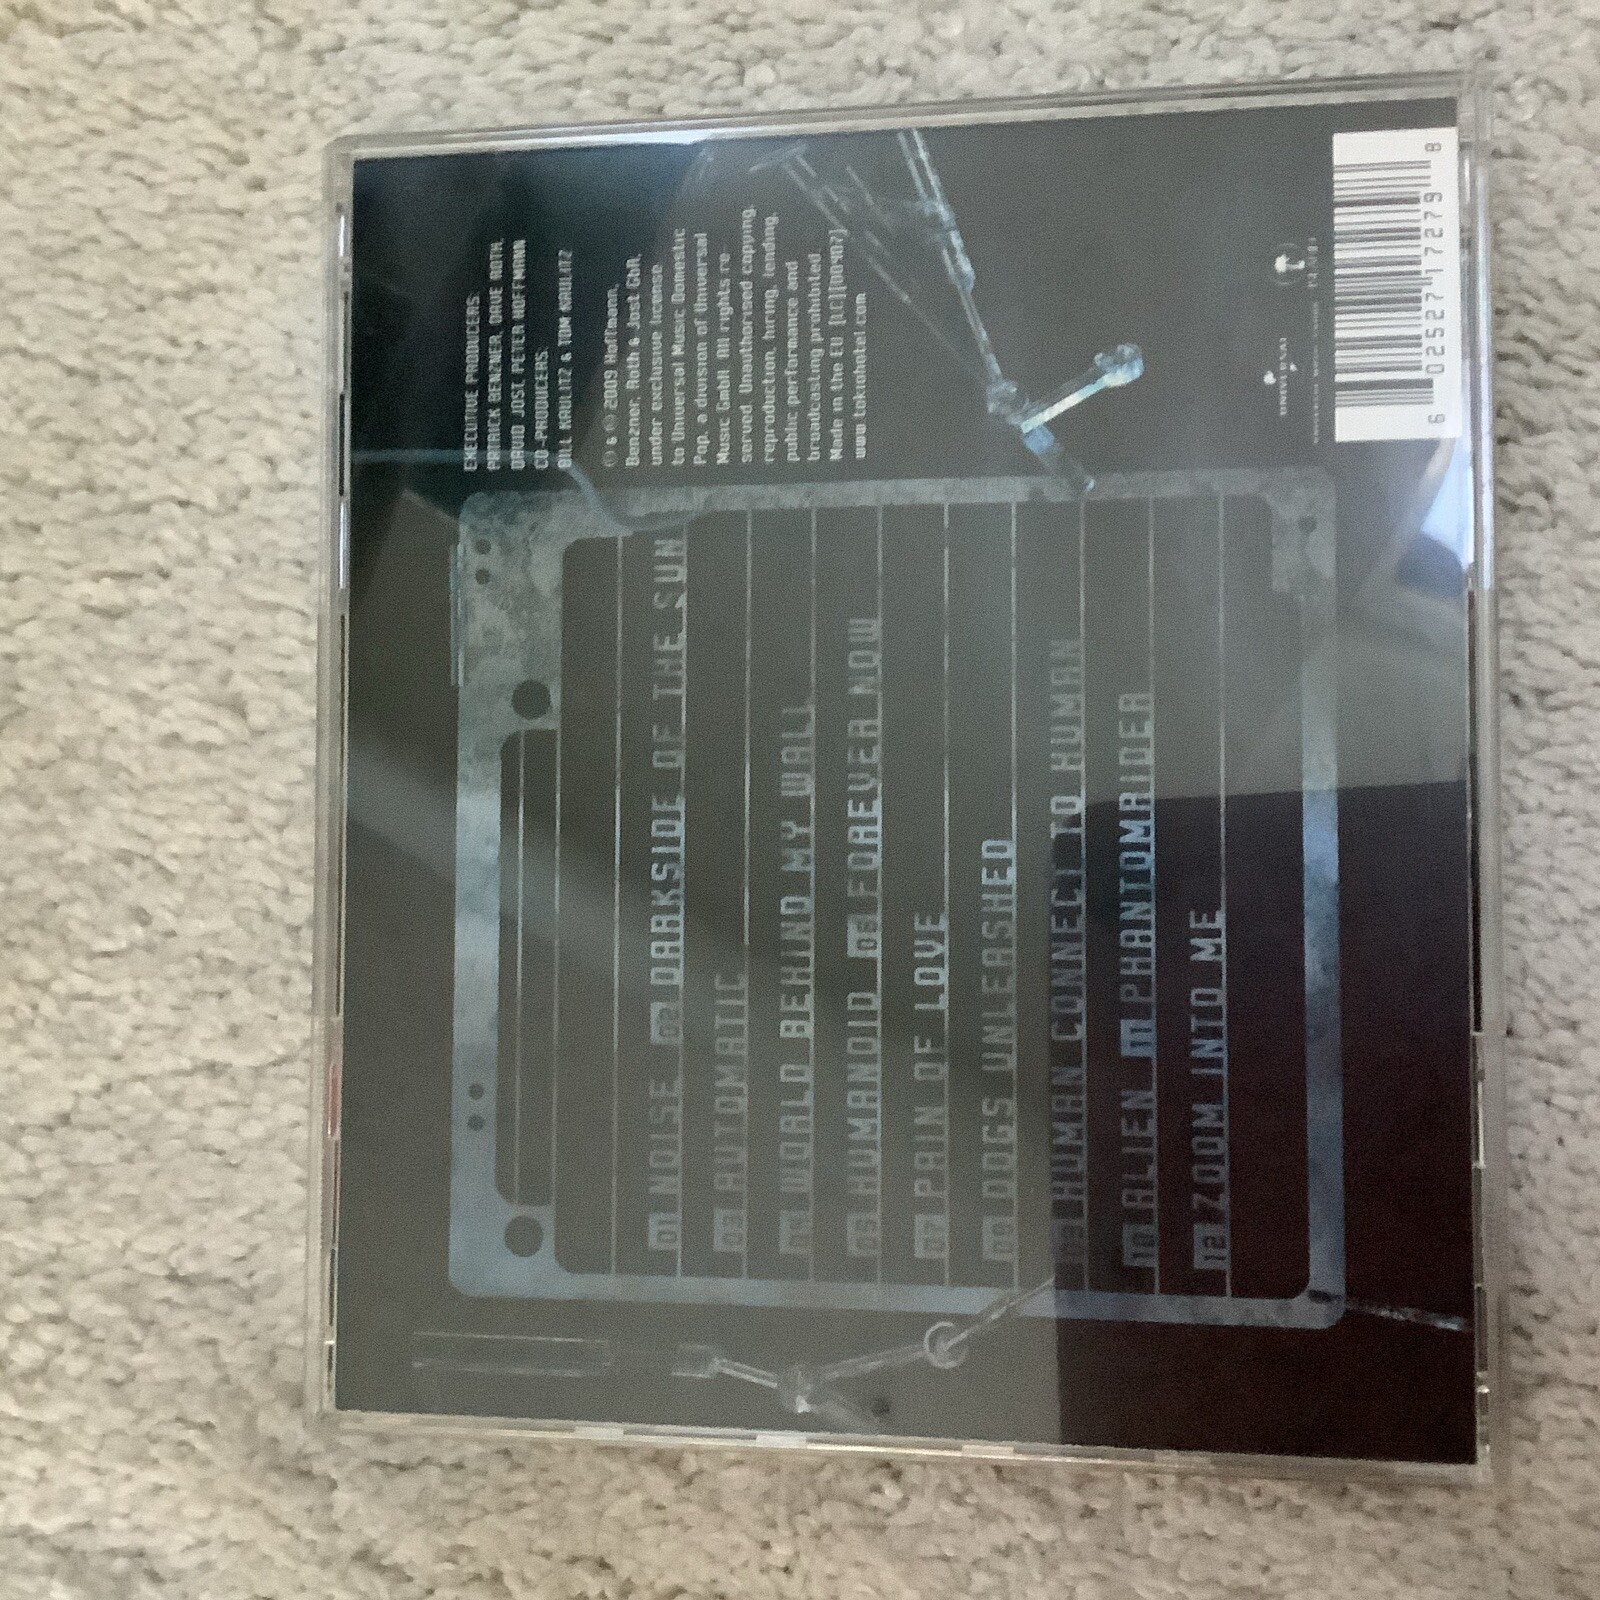 01 NOISE 02 DARKSIDE OF THE SUN
03 AUTOMATIC
04 WORLD BEHIND MY WALL
05 HUMANOID 06 FOREVER NOW
07 PAIN OF LOVE
08 DOGS UNLEASHED
09 HUMAN CONNECT TO HUMAN
10 ALIEN 11 PHANTOMRIDER
12 ZOOM INTO ME
EXECUTIVE PRODUCERS:
PATRICK BENZNER, DAVE ROTH,
DAVID JOST, PETER HOFFMANN
CO-PRODUCERS:
BILL KAULITZ & TOM KAULITZ
℗ & © 2009 Hoffmann,
Benzner, Roth & Jost GbR,
under exclusive license
to Universal Music Domestic
Pop, a division of Universal
Music GmbH. All rights re-
served. Unauthorised copying,
reproduction, hiring, lending,
public performance and
broadcasting prohibited.
Made in the EU. [LC][00407]
www.tokiohotel.com
UNIVERSAL
6 02527 17279 8